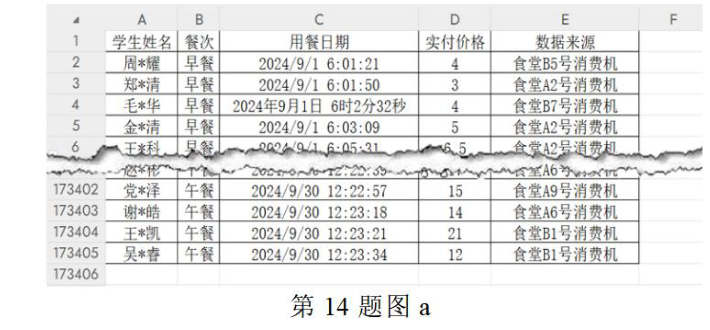 A B C D E F
1 学生姓名 餐次 用餐日期 实付价格 数据来源
2 周*耀 早餐 2024/9/1 6:01:21 4 食堂B5号消费机
3 郑*清 早餐 2024/9/1 6:01:50 3 食堂A2号消费机
4 毛*华 早餐 2024年9月1日 6时2分32秒 4 食堂B7号消费机
5 金*清 早餐 2024/9/1 6:03:09 5 食堂A2号消费机
6 王*科 早餐 2024/9/1 6:05:31 6.5 食堂A2号消费机
173402 党*泽 午餐 2024/9/30 12:22:57 15 食堂A9号消费机
173403 谢*皓 午餐 2024/9/30 12:23:18 14 食堂A6号消费机
173404 王*凯 午餐 2024/9/30 12:23:21 21 食堂B1号消费机
173405 吴*睿 午餐 2024/9/30 12:23:34 12 食堂B1号消费机
173406
第 14 题图 a